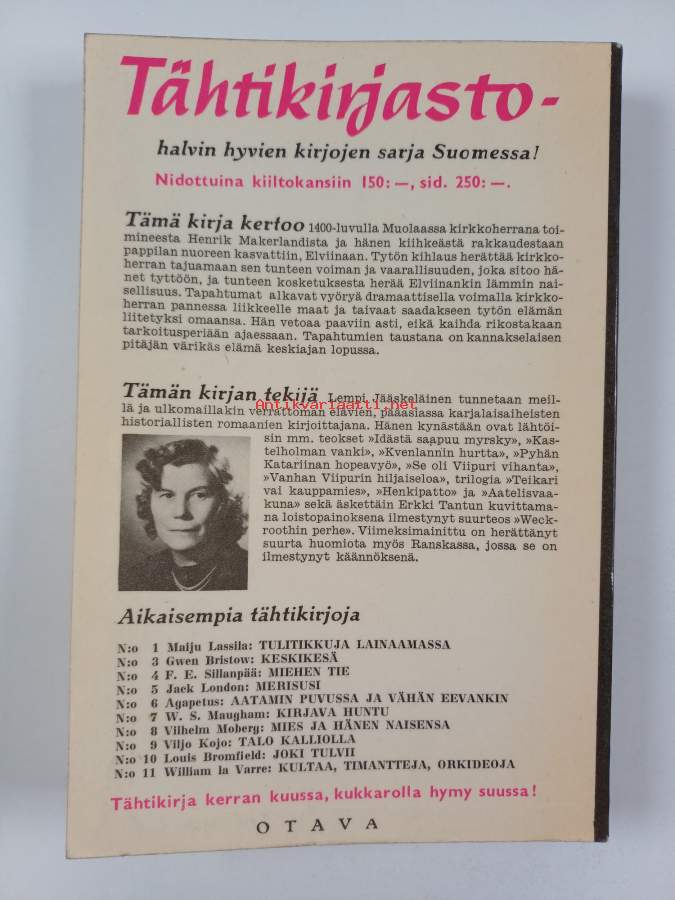 Tähtikirjasto-
halvin hyvien kirjojen sarja Suomessa!
Nidottuina kiiltokansiin 150: —, sid. 250: —.
Tämä kirja kertoo 1400-luvulla Muolaassa kirkkoherrana toi-
mineesta Henrik Makerlandista ja hänen kiihkeästä rakkaudestaan
pappilan nuoreen kasvattiin, Elviinaan. Tytön kihlaus herättää kirkko-
herran tajuamaan sen tunteen voiman ja vaarallisuuden, joka sitoo hä-
net tyttöön, ja tunteen kosketuksesta herää Elviinankin lämmin nai-
sellisuus. Tapahtumat alkavat vyöryä dramaattisella voimalla kirkko-
herran pannessa liikkeelle maat ja taivaat saadakseen tytön elämän
liitetyksi omaansa. Hän vetoaa paaviin asti, eikä kaihda rikostakaan
tarkoitusperiään ajaessaan. Tapahtumien taustana on kannakselaisen
pitäjän värikäs elämä keskiajan lopussa.
Tämän kirjan tekijä Lempi Jääskeläinen tunnetaan meil-
Antikvariaatti.net
lä ja ulkomaillakin verrattoman elävien, pääasiassa karjalaisaiheisten
historiallisten romaanien kirjoittajana. Hänen kynästään ovat lähtöi-
sin mm. teokset »Idästä saapuu myrsky», »Kas-
telholman vanki», »Kvenlannin hurtta», »Pyhän
Katariinan hopeavyö», »Se oli Viipuri vihanta»,
»Vanhan Viipurin hiljaiseloa», trilogia »Teikari
vai kauppamies», »Henkipatto» ja »Aatelisvaa-
kuna» sekä äskettäin Erkki Tantun kuvittama-
na loistopainoksena ilmestynyt suurteos »Weck-
roothin perhe». Viimeksimainittu on herättänyt
suurta huomiota myös Ranskassa, jossa se on
ilmestynyt käännöksenä.
Aikaisempia tähtikirjoja
N:o 1 Maiju Lassila: TULITIKKUJA LAINAAMASSA
N:o 3 Gwen Bristow: KESKIKESÄ
N:o 4 F. E. Sillanpää: MIEHEN TIE
N:o 5 Jack London: MERISUSI
N:o 6 Agapetus: AATAMIN PUVUSSA JA VÄHÄN EEVANKIN
N:o 7 W. S. Maugham: KIRJAVA HUNTU
N:o 8 Vilhelm Moberg: MIES JA HÄNEN NAISENSA
N:o 9 Viljo Kojo: TALO KALLIOLLA
N:o 10 Louis Bromfield: JOKI TULVII
N:o 11 William la Varre: KULTAA, TIMANTTEJA, ORKIDEOJA
Tähtikirja kerran kuussa, kukkarolla hymy suussa!
OTAVA